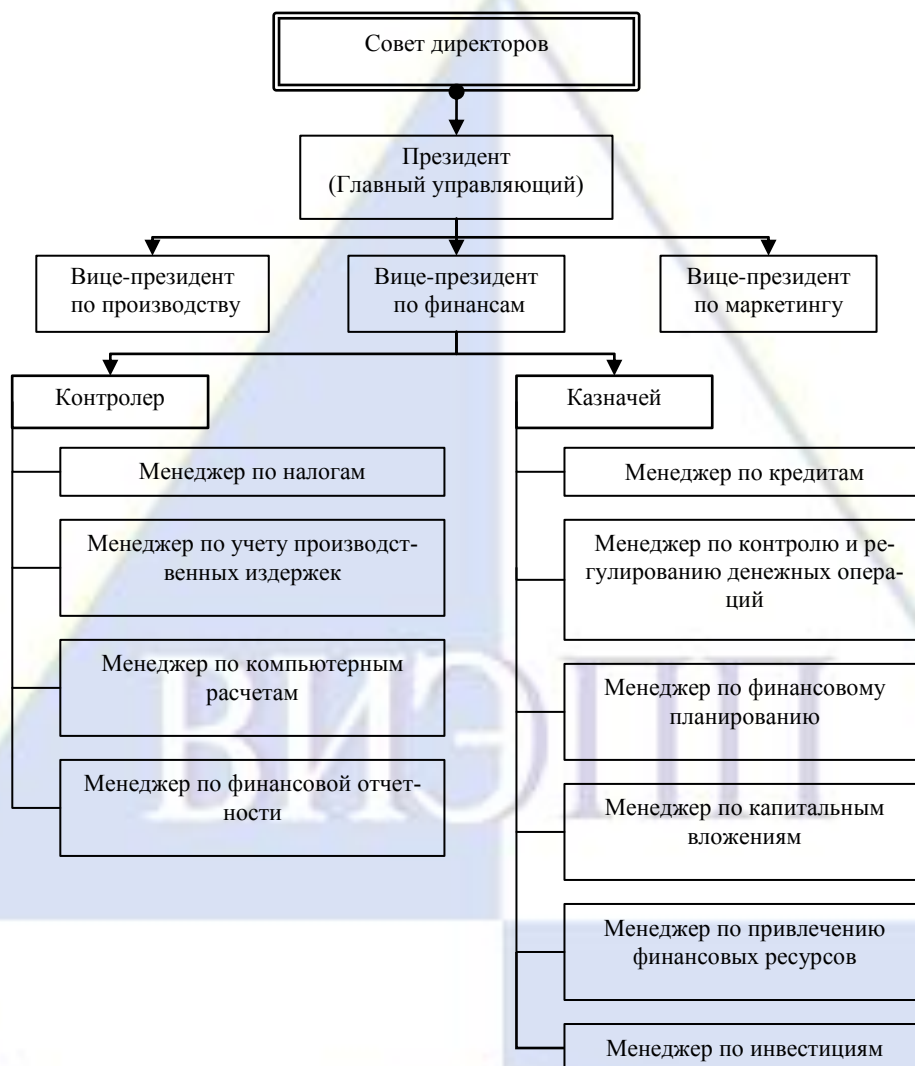 Совет директоров
Президент
(Главный управляющий)
Вице-президент
по производству
Вице-президент
по финансам
Вице-президент
по маркетингу
Контролер
Казначей
Менеджер по налогам
Менеджер по учету производст-
венных издержек
Менеджер по компьютерным
расчетам
Менеджер по финансовой отчет-
ности
Менеджер по кредитам
Менеджер по контролю и ре-
гулированию денежных опера-
ций
Менеджер по финансовому
планированию
Менеджер по капитальным
вложениям
Менеджер по привлечению
финансовых ресурсов
Менеджер по инвестициям
ВИЭПП